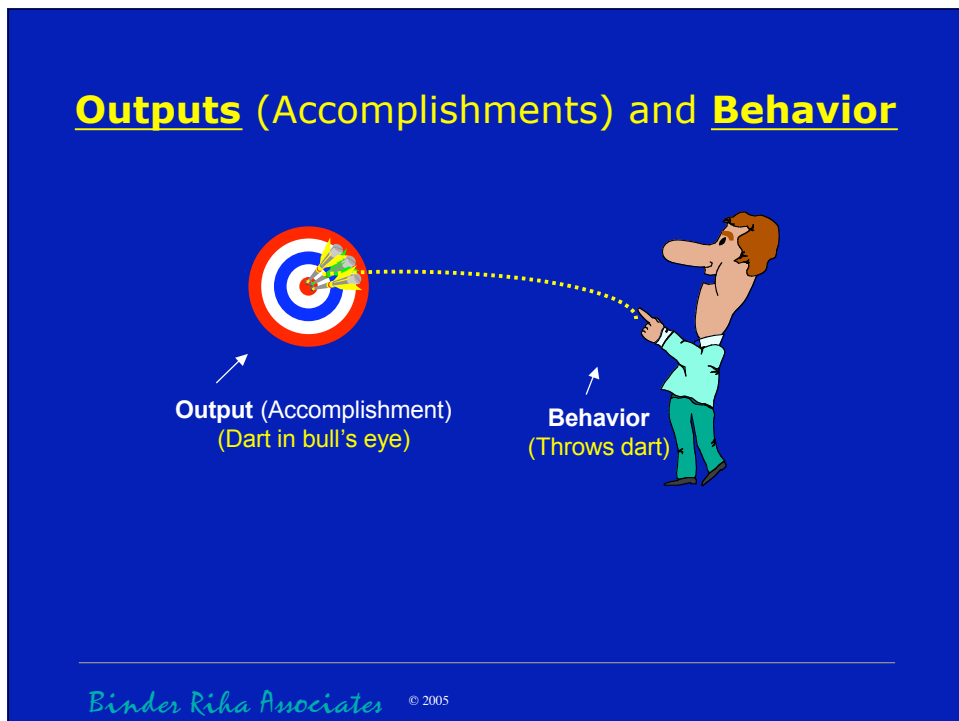 Outputs (Accomplishments) and Behavior
Output (Accomplishment)
(Dart in bull’s eye)
Behavior
(Throws dart)
Binder Riha Associates © 2005